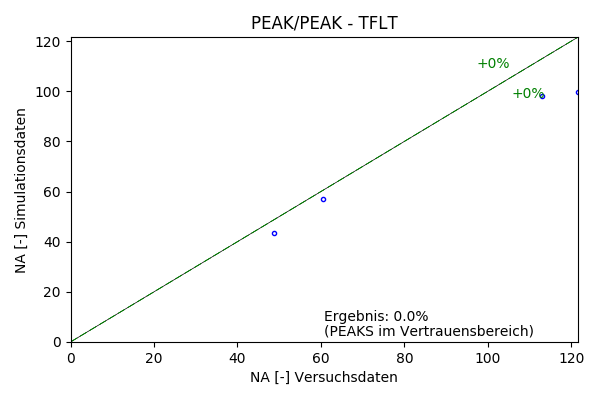 PEAK/PEAK - TFLT
120
100
80
60
40
20
0
NA [-] Simulationsdaten
+0%
+0%
Ergebnis: 0.0%
(PEAKS im Vertrauensbereich)
0 20 40 60 80 100 120
NA [-] Versuchsdaten